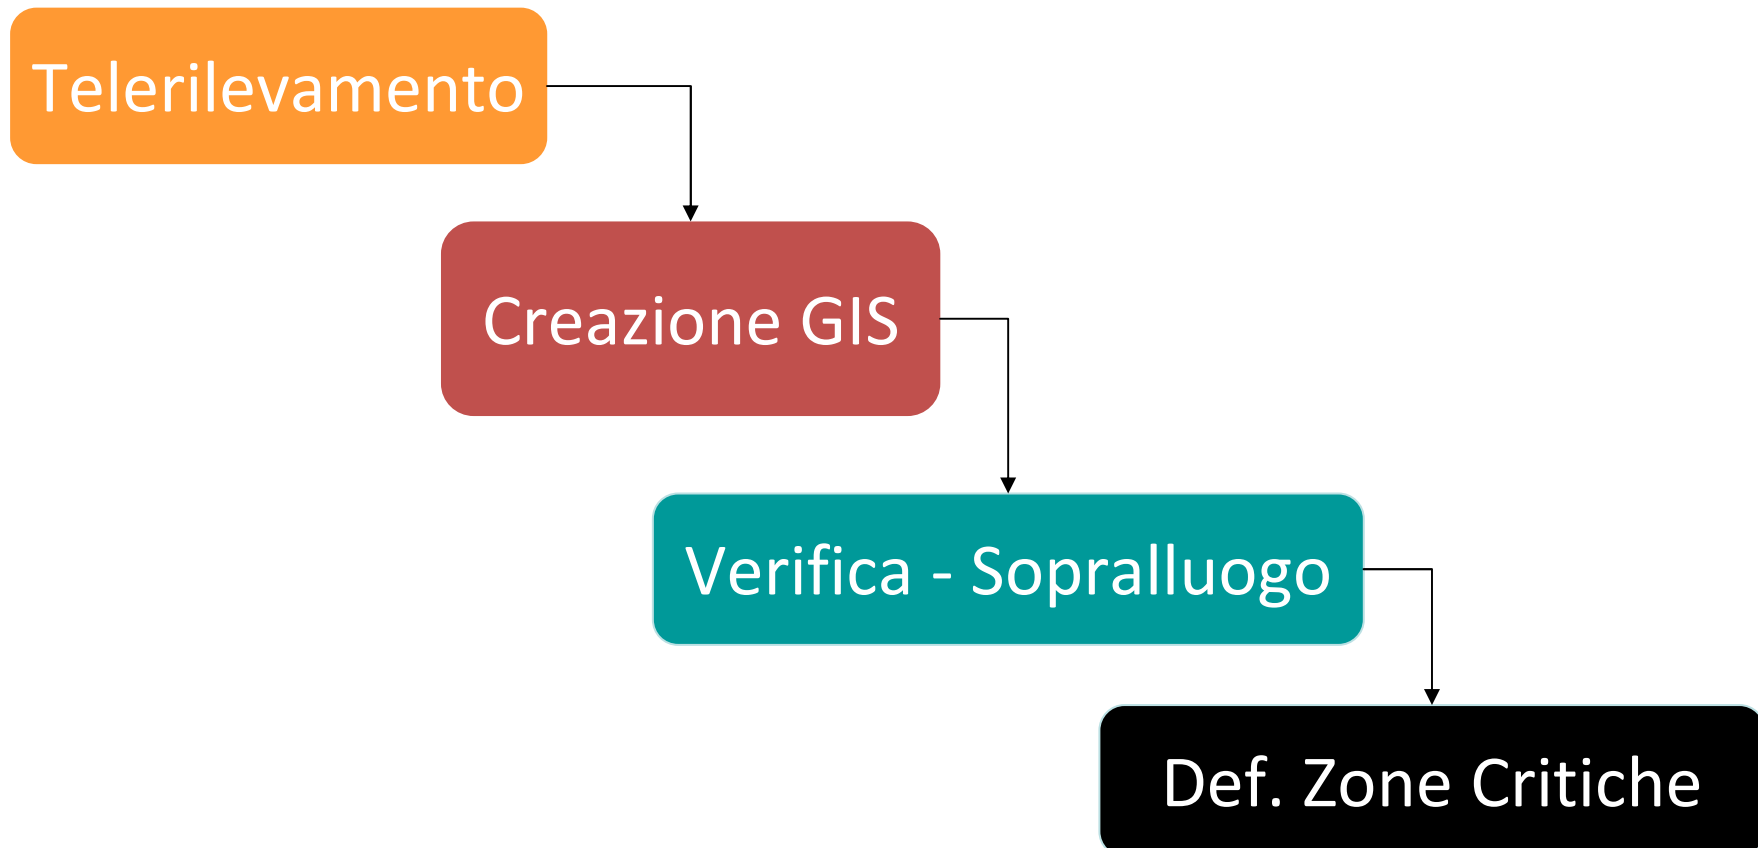 Telerilevamento
Creazione GIS
Verifica - Sopralluogo
Def. Zone Critiche